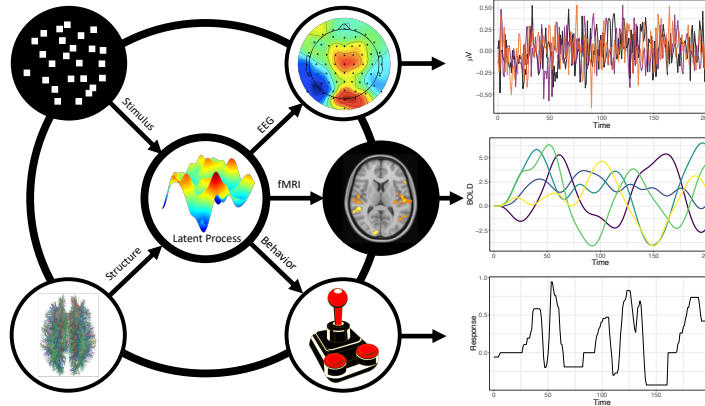 Stimulus
EEG
fMRI
Latent Process
Structure
Behavior
0.50
0.25
0.00
−0.25
−0.50
μV
0 50 100 150 200
Time
5.0
2.5
0.0
−2.5
BOLD
0 50 100 150 200
Time
1.0
0.5
0.0
Response
0 50 100 150 200
Time